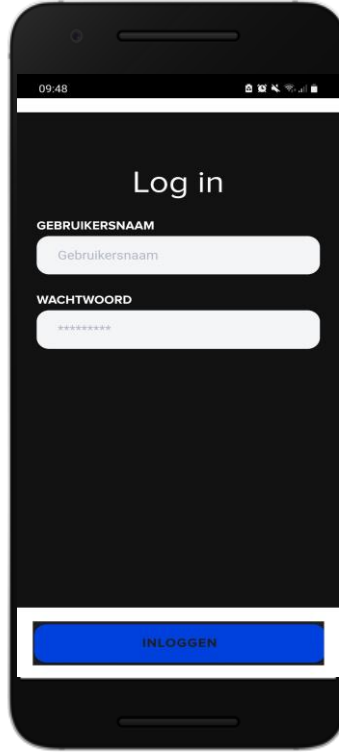 09:48
Log in
GEBRUIKERSNAAM
Gebruikersnaam
WACHTWOORD
*********
INLOGGEN